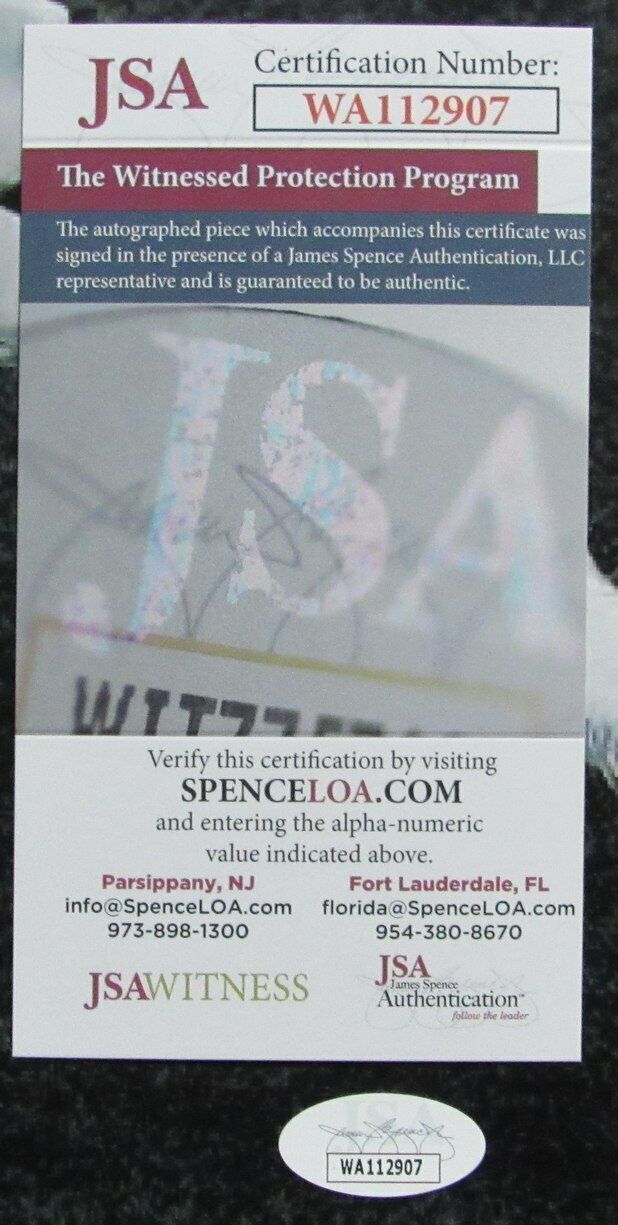 JSA
Certification Number:
WA112907
The Witnessed Protection Program
The autographed piece which accompanies this certificate was
signed in the presence of a James Spence Authentication, LLC
representative and is guaranteed to be authentic.
JSA
Verify this certification by visiting
SPENCELOA.COM
and entering the alpha-numeric
value indicated above.
Parsippany, NJ
info@SpenceLOA.com
973-898-1300
Fort Lauderdale, FL
florida@SpenceLOA.com
954-380-8670
JSAWITNESS
JSA
James Spence
Authentication™
follow the leader
WA112907